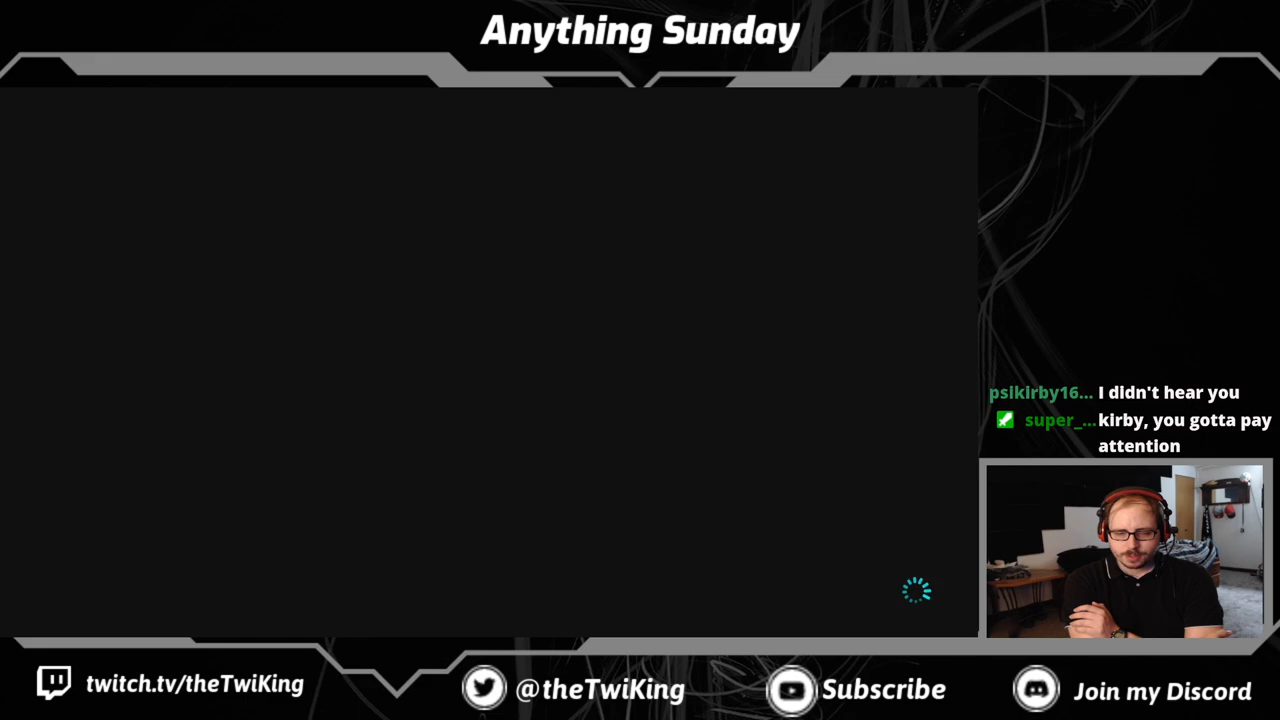 Anything Sunday
psikirby16... I didn't hear you
super_... kirby, you gotta pay
attention
twitch.tv/theTwiKing
@theTwiKing
Subscribe
Join my Discord